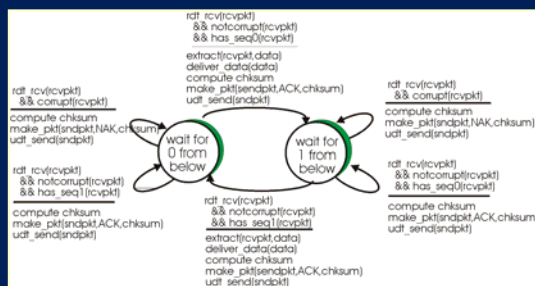 rdt_rcv(rcvpkt)
&& notcorrupt(rcvpkt)
&& has_seq0(rcvpkt)
extract(rcvpkt,data)
deliver_data(data)
compute chksum
make_pkt(sndpkt,ACK,chksum)
udt_send(sndpkt)
rdt_rcv(rcvpkt)
&& corrupt(rcvpkt)
compute chksum
make_pkt(sndpkt,NAK,chksum)
udt_send(sndpkt)
rdt_rcv(rcvpkt)
&& notcorrupt(rcvpkt)
&& has_seq1(rcvpkt)
compute chksum
make_pkt(sndpkt,ACK,chksum)
udt_send(sndpkt)
wait for
0 from
below
wait for
1 from
below
rdt_rcv(rcvpkt)
&& corrupt(rcvpkt)
compute chksum
make_pkt(sndpkt,NAK,chksum)
udt_send(sndpkt)
rdt_rcv(rcvpkt)
&& notcorrupt(rcvpkt)
&& has_seq0(rcvpkt)
compute chksum
make_pkt(sndpkt,ACK,chksum)
udt_send(sndpkt)
rdt_rcv(rcvpkt)
&& notcorrupt(rcvpkt)
&& has_seq1(rcvpkt)
extract(rcvpkt,data)
deliver_data(data)
compute chksum
make_pkt(sendpkt,ACK,chksum)
udt_send(sndpkt)